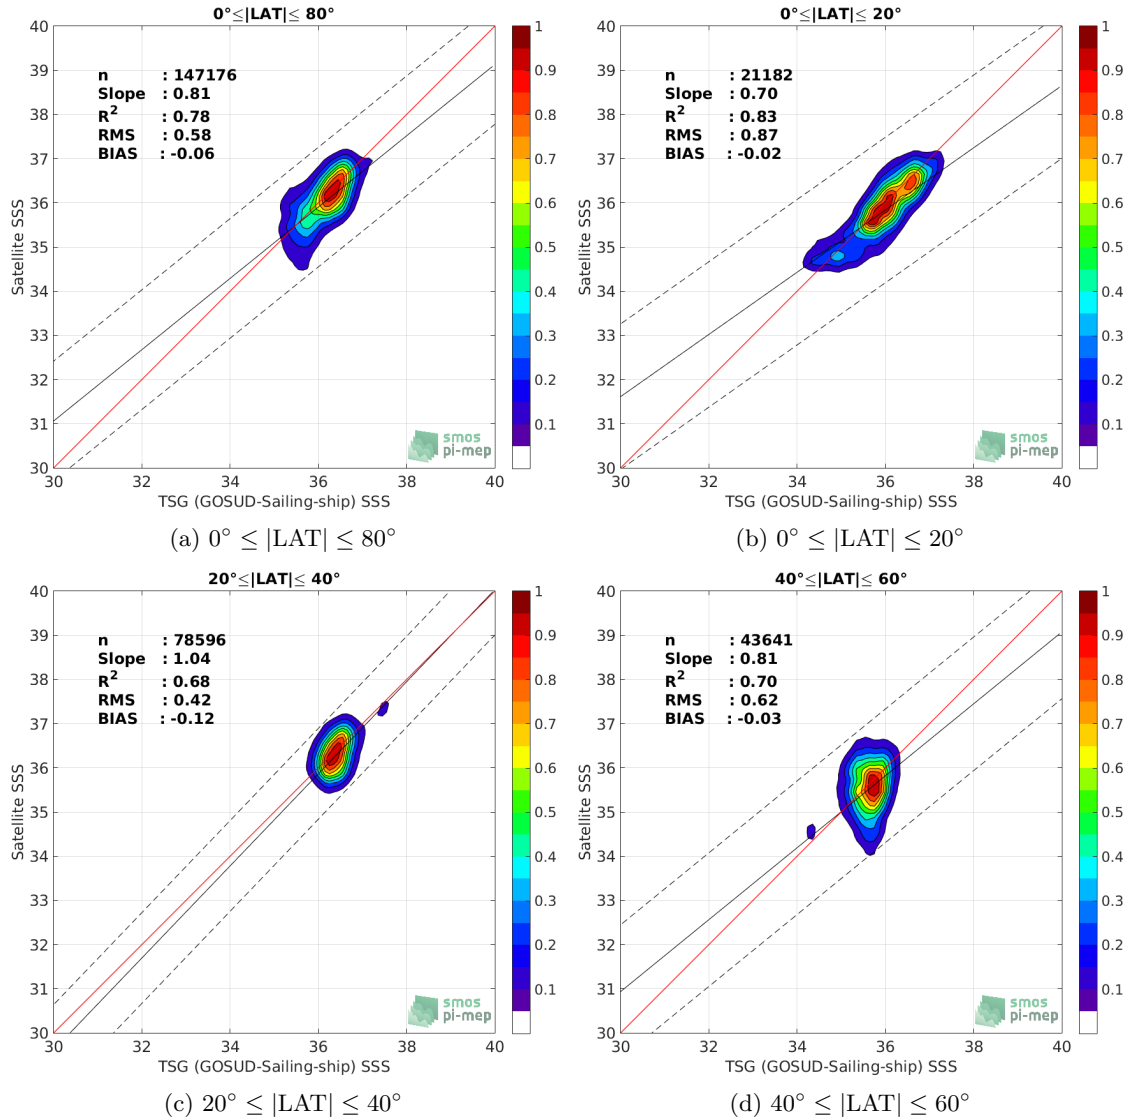 0°≤|LAT|≤ 80°
n : 147176
Slope : 0.81
R² : 0.78
RMS : 0.58
BIAS : -0.06
Satellite SSS
40
39
38
37
36
35
34
33
32
31
30
30 32 34 36 38 40
TSG (GOSUD-Sailing-ship) SSS
1
0.9
0.8
0.7
0.6
0.5
0.4
0.3
0.2
0.1
smos
pi-mep
(a) 0° ≤ |LAT| ≤ 80°
0°≤|LAT|≤ 20°
n : 21182
Slope : 0.70
R² : 0.83
RMS : 0.87
BIAS : -0.02
Satellite SSS
40
39
38
37
36
35
34
33
32
31
30
30 32 34 36 38 40
TSG (GOSUD-Sailing-ship) SSS
1
0.9
0.8
0.7
0.6
0.5
0.4
0.3
0.2
0.1
smos
pi-mep
(b) 0° ≤ |LAT| ≤ 20°
20°≤|LAT|≤ 40°
n : 78596
Slope : 1.04
R² : 0.68
RMS : 0.42
BIAS : -0.12
Satellite SSS
40
39
38
37
36
35
34
33
32
31
30
30 32 34 36 38 40
TSG (GOSUD-Sailing-ship) SSS
1
0.9
0.8
0.7
0.6
0.5
0.4
0.3
0.2
0.1
smos
pi-mep
(c) 20° ≤ |LAT| ≤ 40°
40°≤|LAT|≤ 60°
n : 43641
Slope : 0.81
R² : 0.70
RMS : 0.62
BIAS : -0.03
Satellite SSS
40
39
38
37
36
35
34
33
32
31
30
30 32 34 36 38 40
TSG (GOSUD-Sailing-ship) SSS
1
0.9
0.8
0.7
0.6
0.5
0.4
0.3
0.2
0.1
smos
pi-mep
(d) 40° ≤ |LAT| ≤ 60°